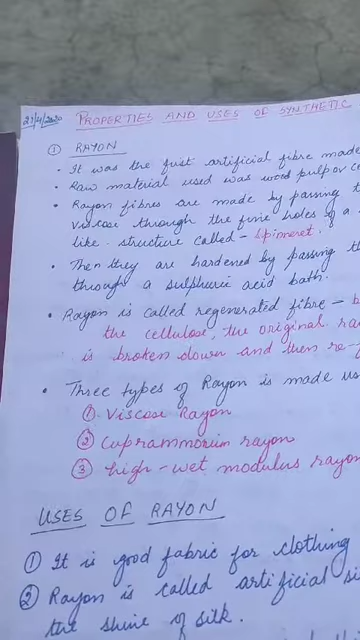 27/4/2020 PROPERTIES AND USES OF SYNTHETIC
① RAYON
• It was the first artificial fibre made
• Raw material used was wood pulp or ce
• Rayon fibres are made by passing t
viscose through the fine holes of a
like structure called - Spinneret.
• Then they are hardened by passing th
through a sulphuric acid bath.
• Rayon is called regenerated fibre -
the cellulose, the original ra
is broken down and then re-f
• Three types of Rayon is made us
① Viscose Rayon
② Cuprammonium rayon
③ high-wet modulus rayon
USES OF RAYON
① It is good fabric for clothing
② Rayon is called artificial si
the shine of silk.